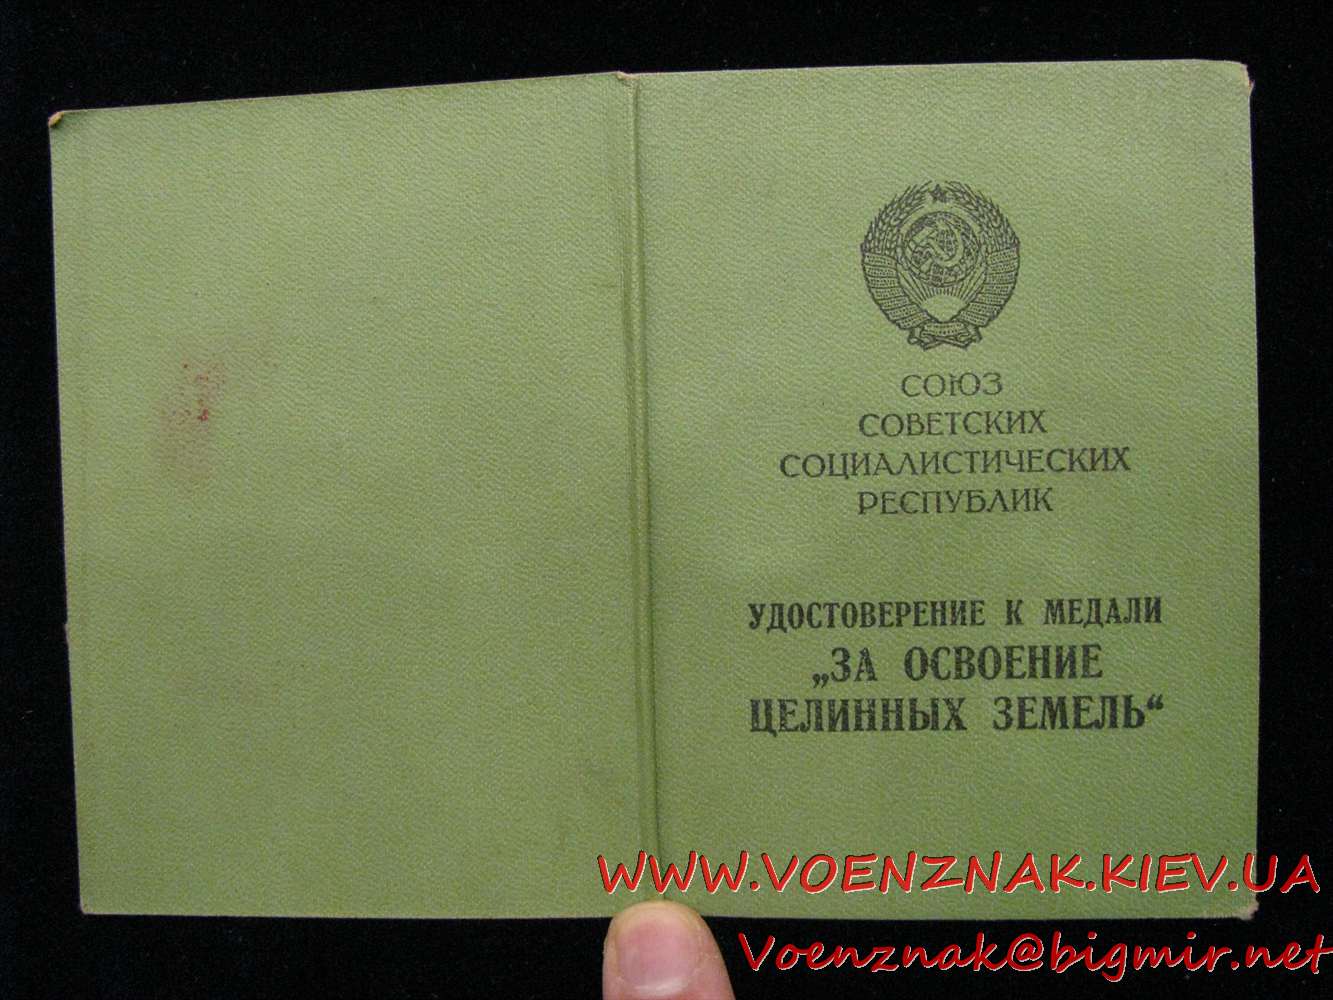 СОЮЗ
СОВЕТСКИХ
СОЦИАЛИСТИЧЕСКИХ
РЕСПУБЛИК
УДОСТОВЕРЕНИЕ К МЕДАЛИ
„ЗА ОСВОЕНИЕ
ЦЕЛИННЫХ ЗЕМЕЛЬ“
WWW.VOENZNAK.KIEV.UA
Voenznak@bigmir.net